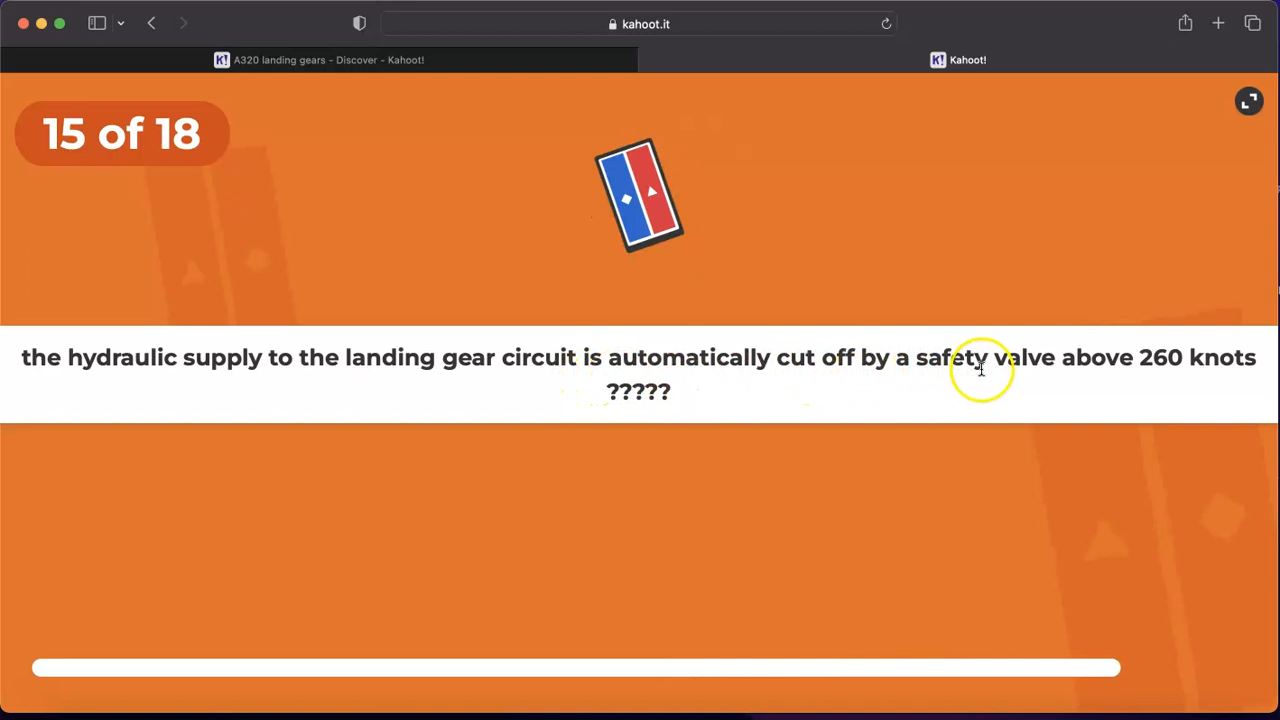 kahoot.it
A320 landing gears - Discover - Kahoot!
Kahoot!
15 of 18
the hydraulic supply to the landing gear circuit is automatically cut off by a safety valve above 260 knots
?????